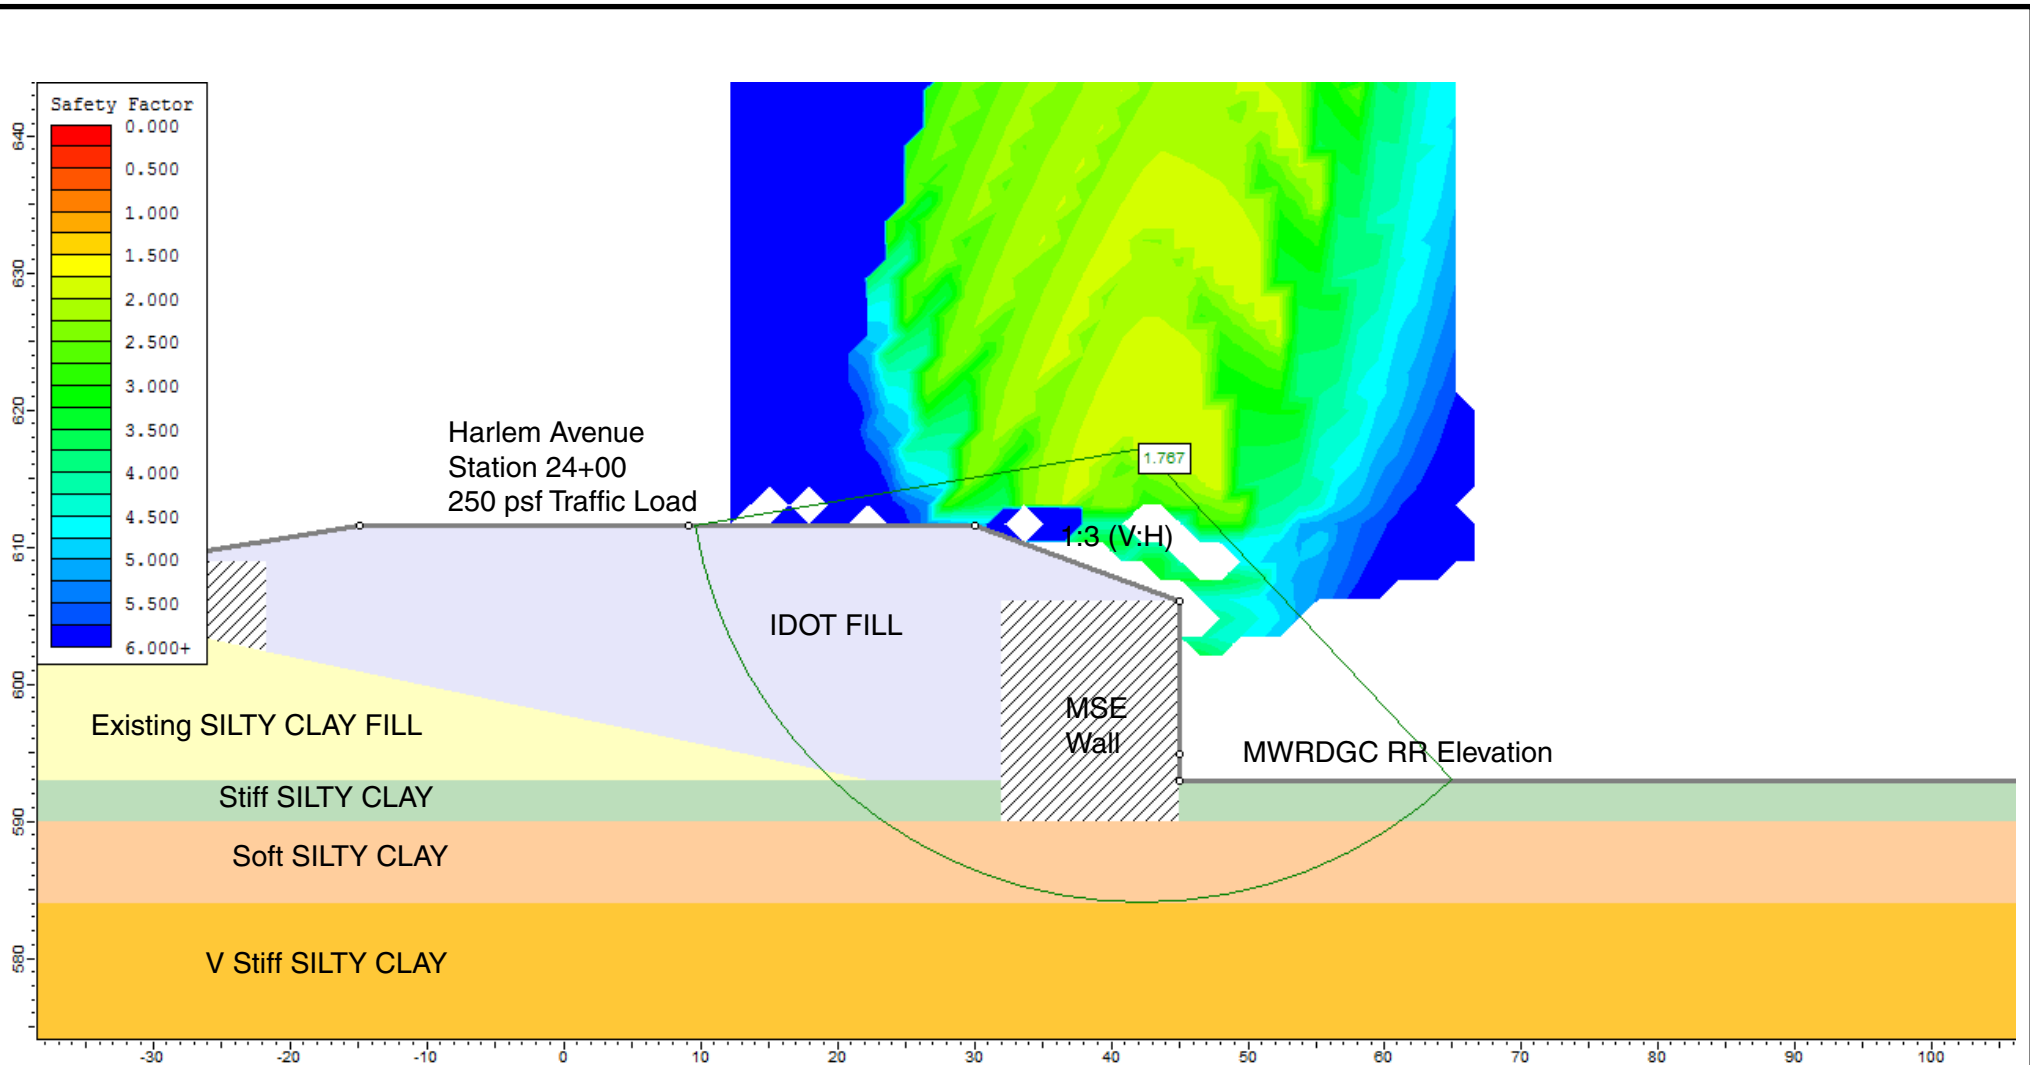 Safety Factor
0.000
0.500
1.000
1.500
2.000
2.500
3.000
3.500
4.000
4.500
5.000
5.500
6.000+
640
630
620
610
600
590
580
Harlem Avenue
Station 24+00
250 psf Traffic Load
1.767
1:3 (V:H)
IDOT FILL
MSE
Wall
MWRDGC RR Elevation
Existing SILTY CLAY FILL
Stiff SILTY CLAY
Soft SILTY CLAY
V Stiff SILTY CLAY
-30 -20 -10 0 10 20 30 40 50 60 70 80 90 100